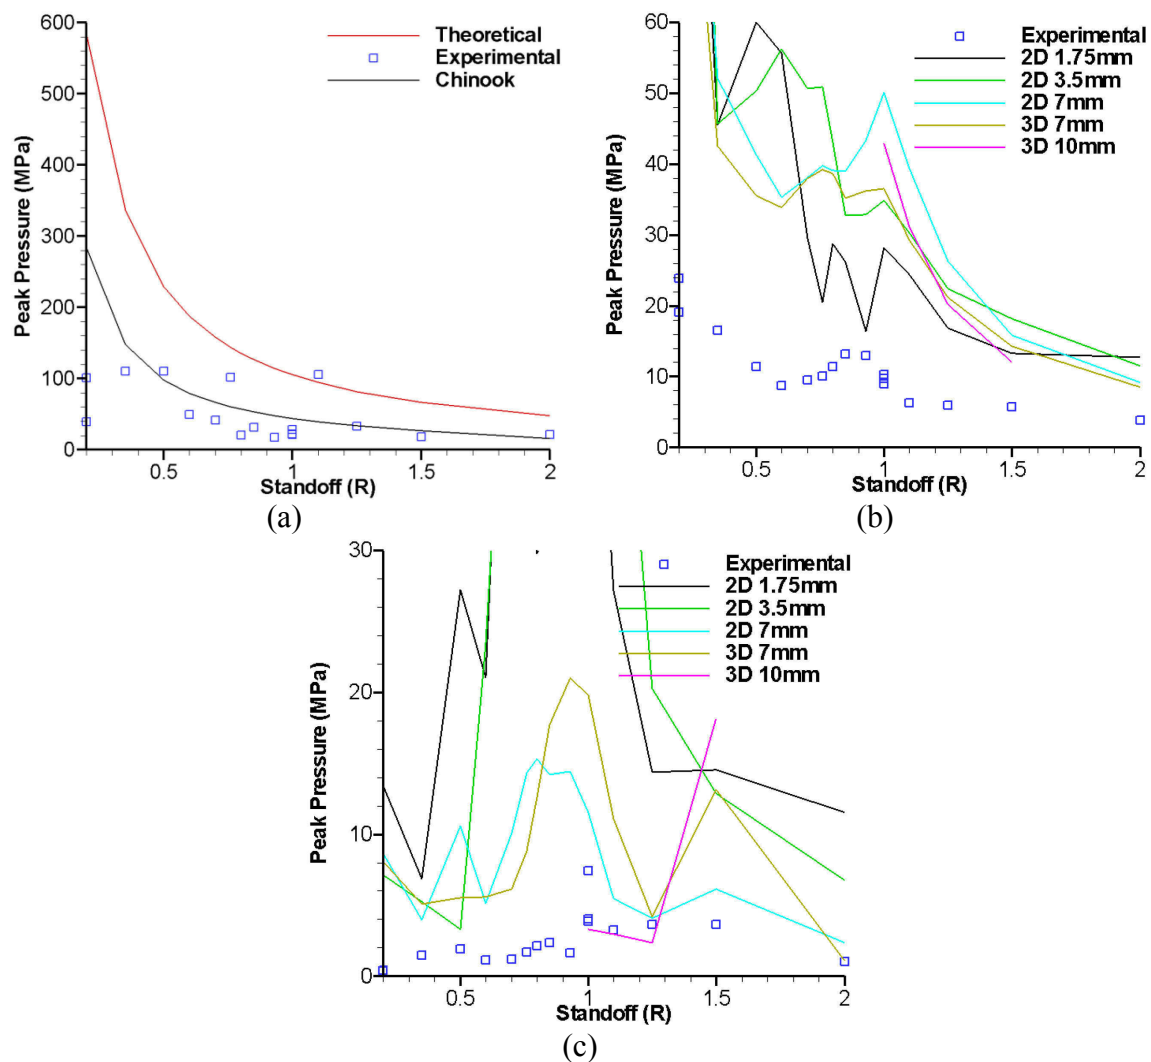 600
500
400
300
200
100
0
Peak Pressure (MPa)
0.5
1
1.5
2
Standoff (R)
Theoretical
Experimental
Chinook
(a)
60
50
40
30
20
10
0
Peak Pressure (MPa)
0.5
1
1.5
2
Standoff (R)
Experimental
2D 1.75mm
2D 3.5mm
2D 7mm
3D 7mm
3D 10mm
(b)
30
20
10
0
Peak Pressure (MPa)
0.5
1
1.5
2
Standoff (R)
Experimental
2D 1.75mm
2D 3.5mm
2D 7mm
3D 7mm
3D 10mm
(c)